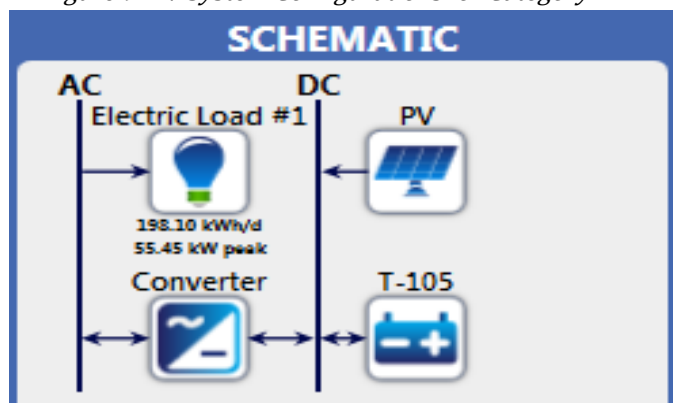 SCHEMATIC
AC DC
Electric Load #1 PV
198.10 kWh/d
55.45 kW peak
Converter T-105